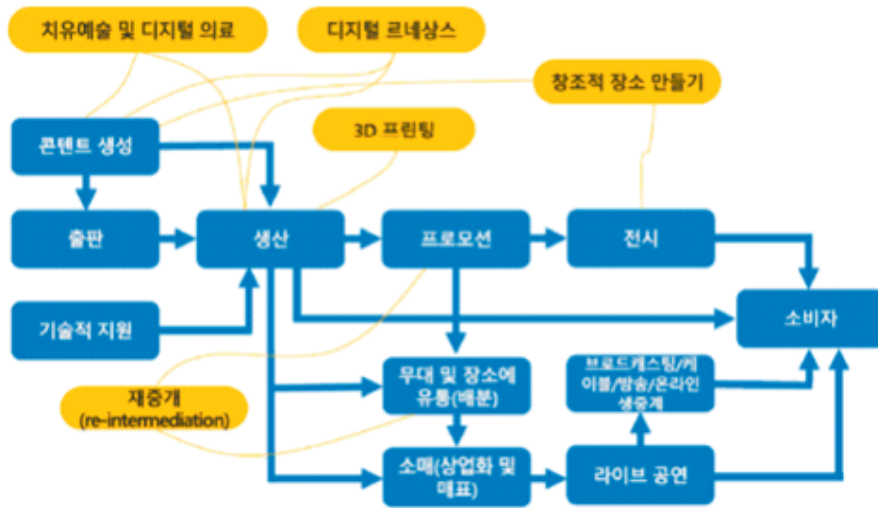 치유예술 및 디지털 의료
디지털 르네상스
창조적 장소 만들기
3D 프린팅
콘텐트 생성
출판
생산
프로모션
전시
기술적 지원
소비자
재중개
(re-intermediation)
무대 및 장소에
유통(배분)
브로드캐스팅/케
이블/방송/온라인
생중계
소매(상업화 및
매표)
라이브 공연